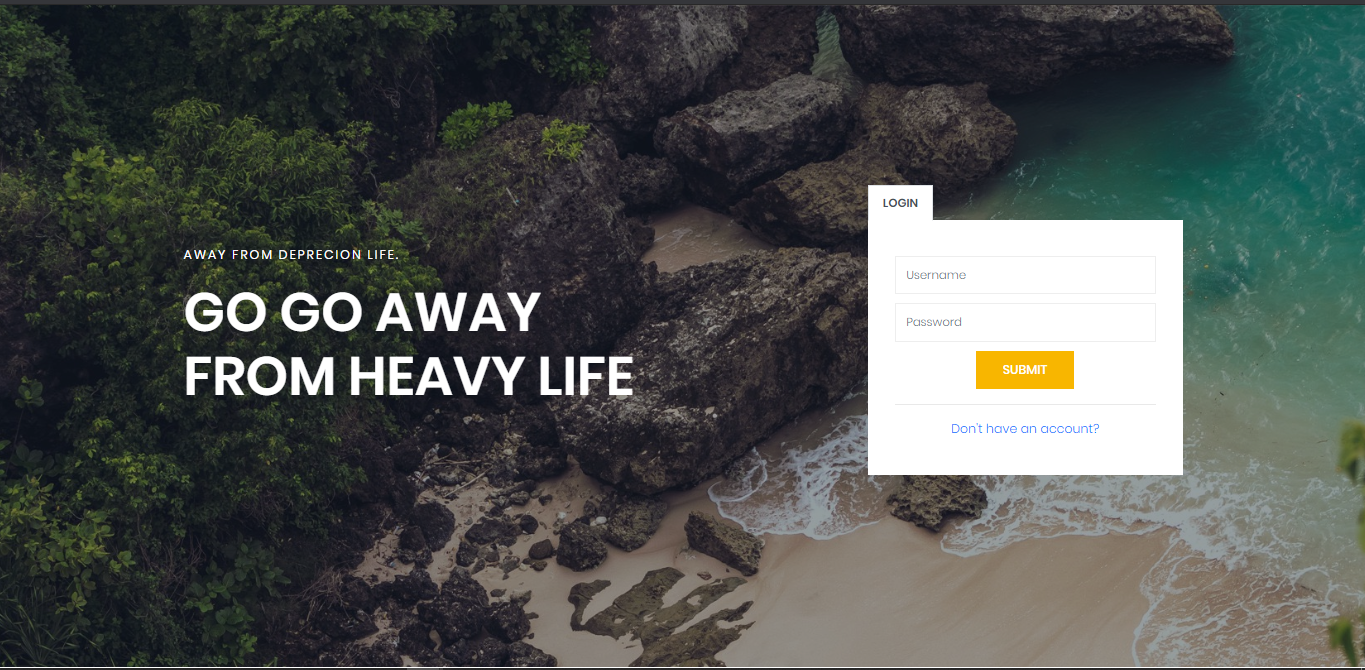 LOGIN
AWAY FROM DEPRECION LIFE.
GO GO AWAY
FROM HEAVY LIFE
Username
Password
SUBMIT
Don't have an account?